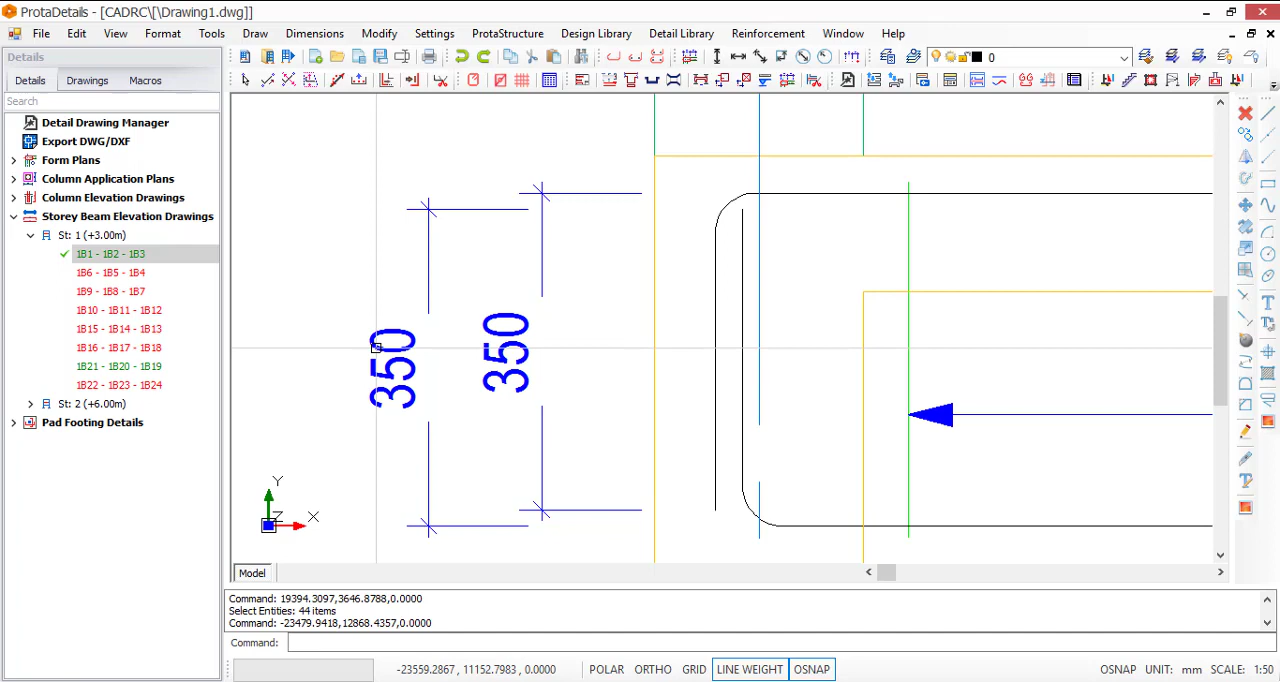 ProtaDetails - [CADRC\[\Drawing1.dwg]]
File Edit View Format Tools Draw Dimensions Modify Settings ProtaStructure Design Library Detail Library Reinforcement Window Help
Details
Details Drawings Macros
0
Search
Detail Drawing Manager
Export DWG/DXF
Form Plans
Column Application Plans
Column Elevation Drawings
Storey Beam Elevation Drawings
St: 1 (+3.00m)
1B1 - 1B2 - 1B3
1B6 - 1B5 - 1B4
1B9 - 1B8 - 1B7
1B10 - 1B11 - 1B12
1B15 - 1B14 - 1B13
1B16 - 1B17 - 1B18
1B21 - 1B20 - 1B19
1B22 - 1B23 - 1B24
St: 2 (+6.00m)
Pad Footing Details
350
350
Y
Z
X
Model
Command: 19394.3097,3646.8788,0.0000
Select Entities: 44 items
Command: -23479.9418,12868.4357,0.0000
Command:
-23559.2867 , 11152.7983 , 0.0000 POLAR ORTHO GRID LINE WEIGHT OSNAP OSNAP UNIT: mm SCALE: 1:50